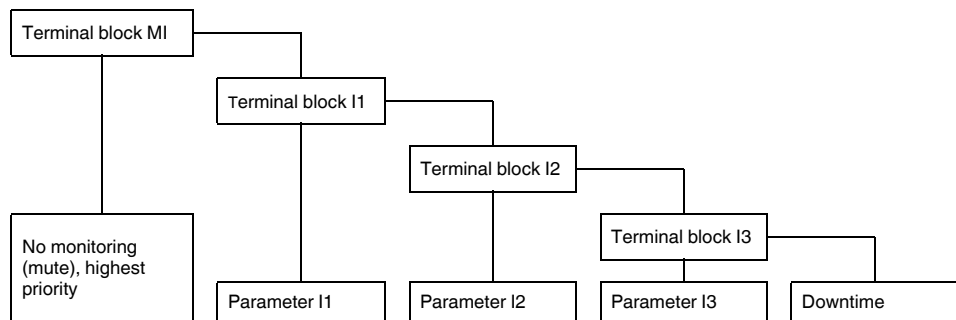 Terminal block MI
Terminal block I1
Terminal block I2
Terminal block I3
No monitoring
(mute), highest
priority
Parameter I1
Parameter I2
Parameter I3
Downtime